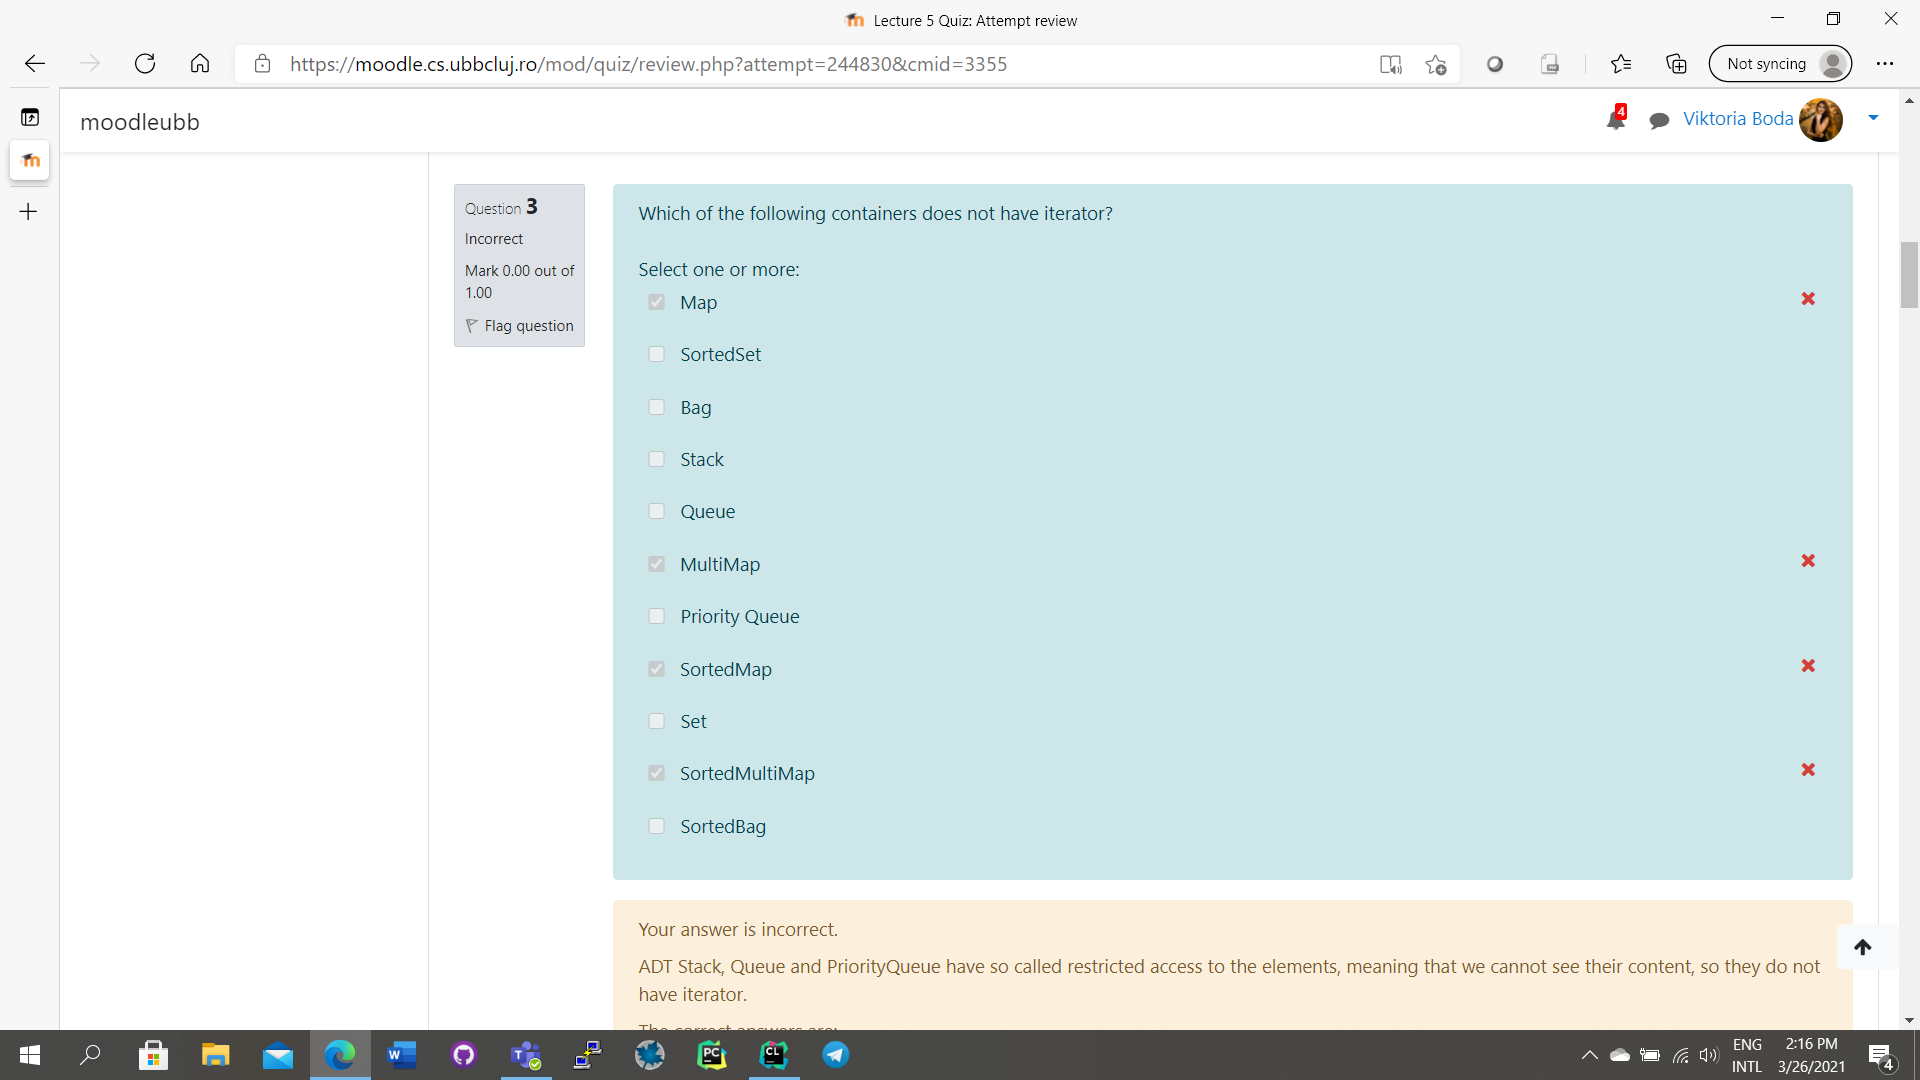 Lecture 5 Quiz: Attempt review
https://moodle.cs.ubbcluj.ro/mod/quiz/review.php?attempt=244830&cmid=3355
Not syncing
moodleubb
4
Viktoria Boda
Question 3
Incorrect
Mark 0.00 out of
1.00
Flag question
Which of the following containers does not have iterator?
Select one or more:
Map
SortedSet
Bag
Stack
Queue
MultiMap
Priority Queue
SortedMap
Set
SortedMultiMap
SortedBag
Your answer is incorrect.
ADT Stack, Queue and PriorityQueue have so called restricted access to the elements, meaning that we cannot see their content, so they do not
have iterator.
The correct answers are:
ENG
INTL
2:16 PM
3/26/2021
4